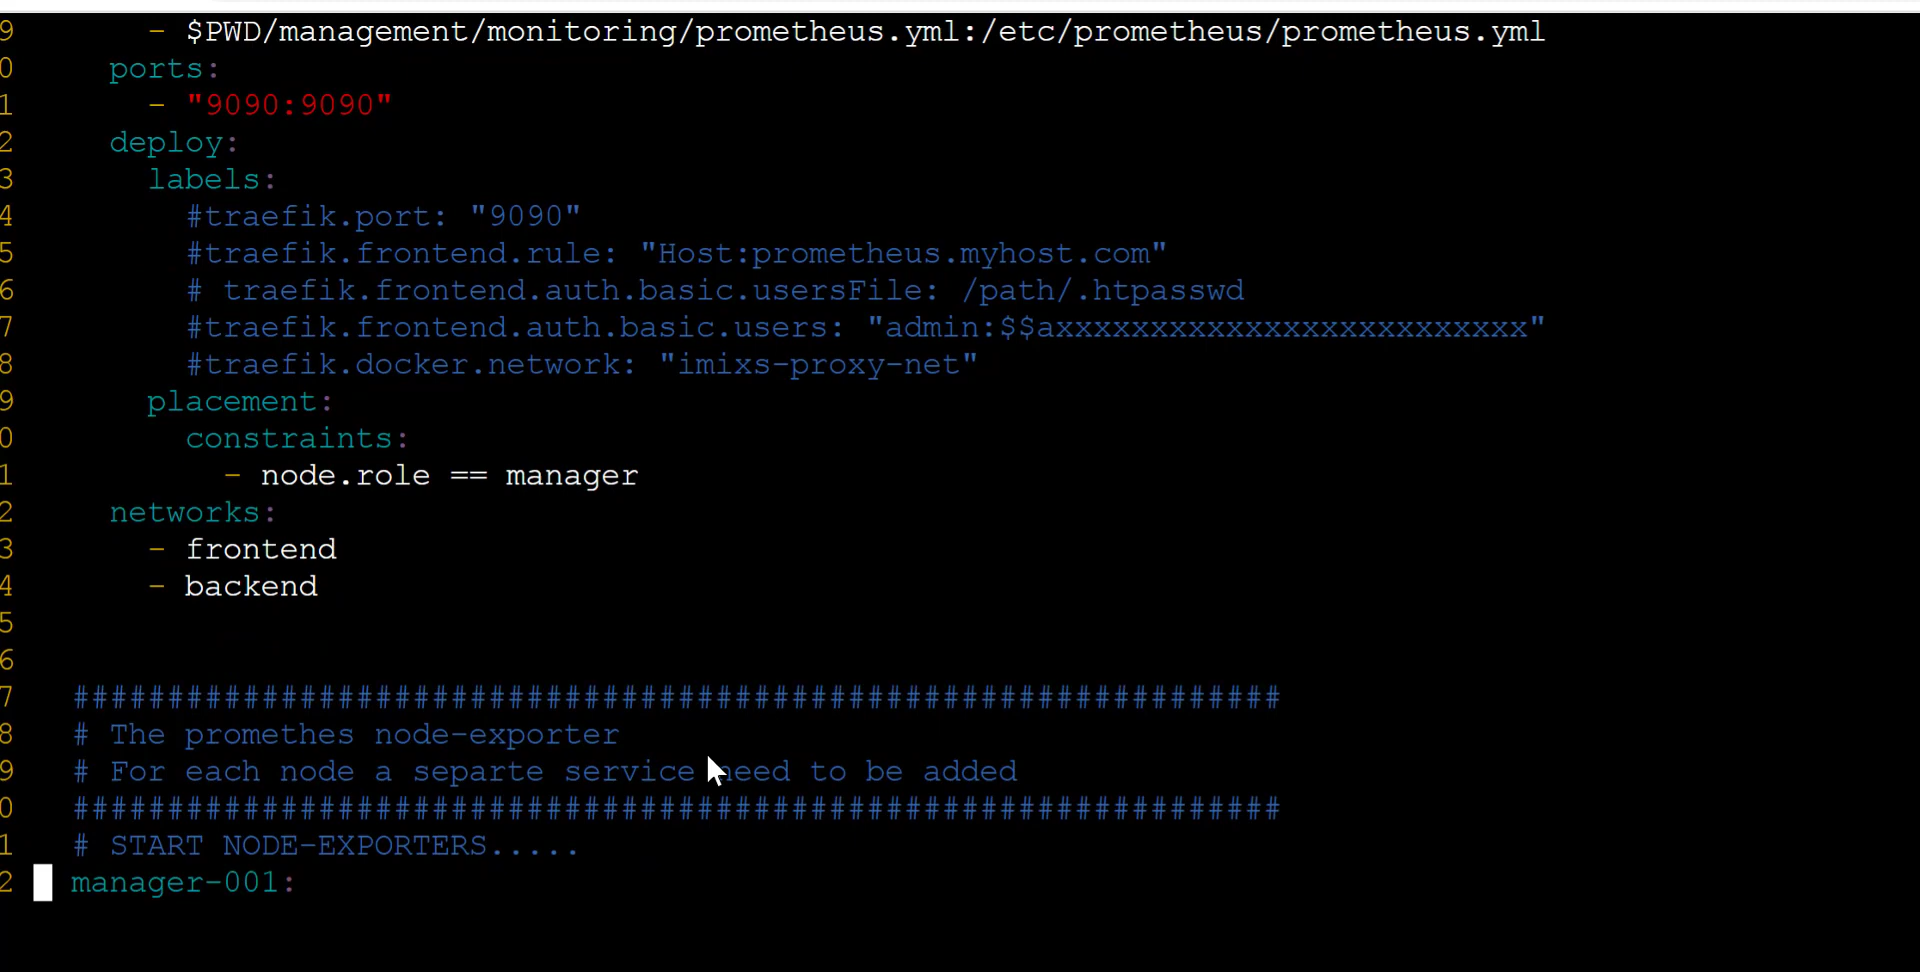 9 - $PWD/management/monitoring/prometheus.yml:/etc/prometheus/prometheus.yml
0 ports:
1 - "9090:9090"
2 deploy:
3 labels:
4 #traefik.port: "9090"
5 #traefik.frontend.rule: "Host:prometheus.myhost.com"
6 # traefik.frontend.auth.basic.usersFile: /path/.htpasswd
7 #traefik.frontend.auth.basic.users: "admin:$$axxxxxxxxxxxxxxxxxxxxxxxxx"
8 #traefik.docker.network: "imixs-proxy-net"
9 placement:
0 constraints:
1 - node.role == manager
2 networks:
3 - frontend
4 - backend
5
6
7 ################################################################
8 # The promethes node-exporter
9 # For each node a separte service need to be added
0 ################################################################
1 # START NODE-EXPORTERS.....
2 manager-001: